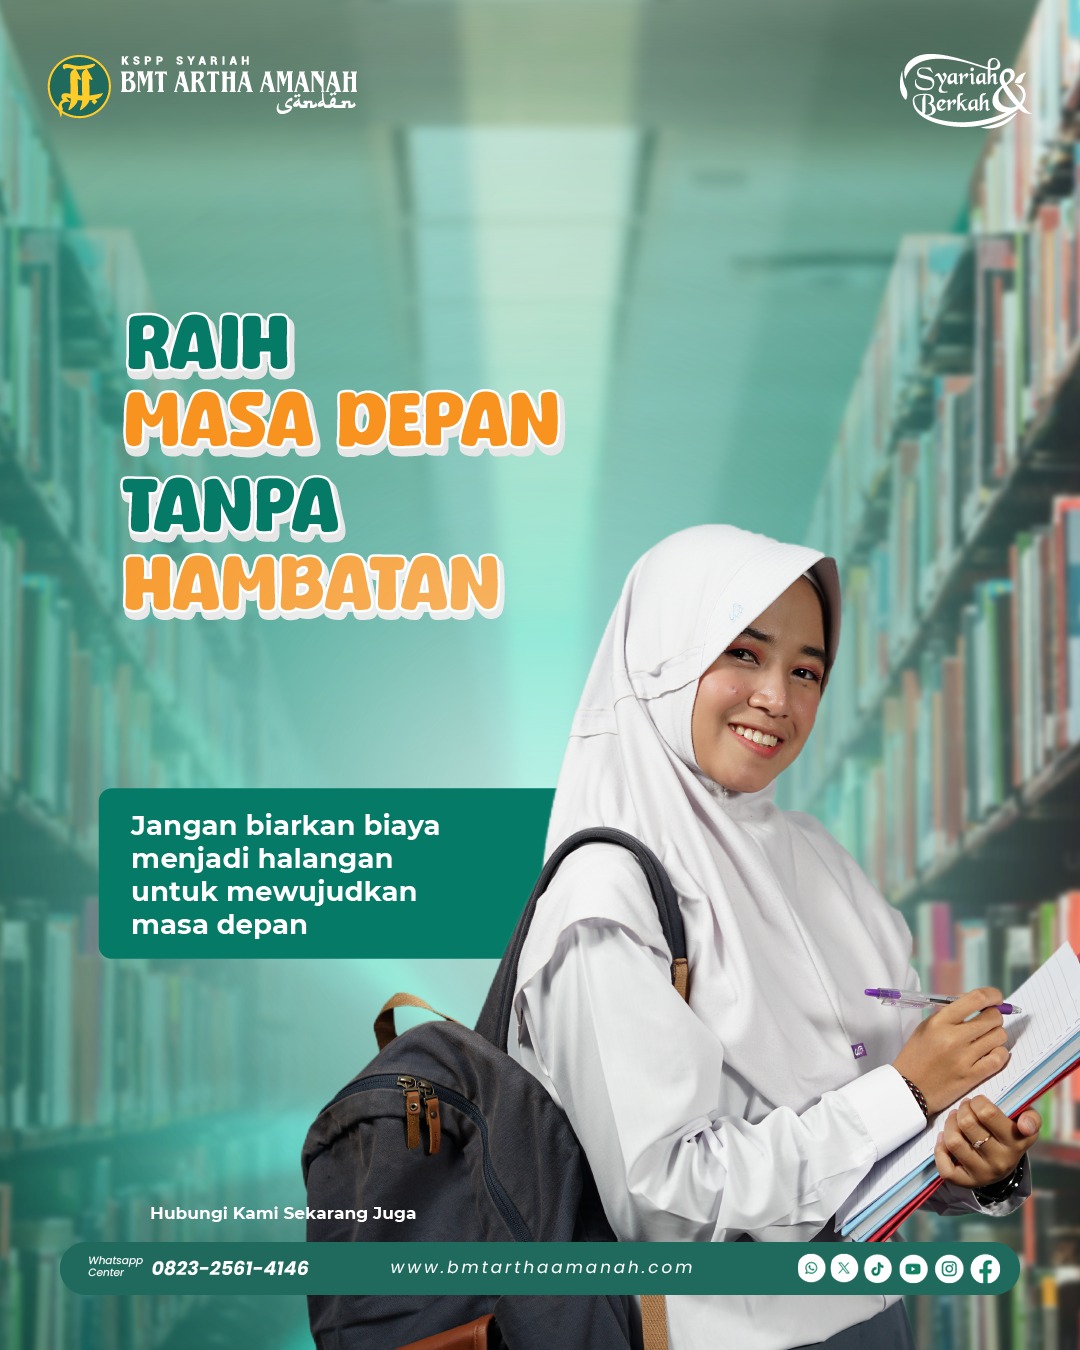 KSPP SYARIAH
BMT ARTHA AMANAH
Sanden
Syariah &
Berkah
RAIH
MASA DEPAN
TANPA
HAMBATAN
Jangan biarkan biaya
menjadi halangan
untuk mewujudkan
masa depan
Hubungi Kami Sekarang Juga
Whatsapp
Center
0823-2561-4146
www.bmtarthaamanah.com